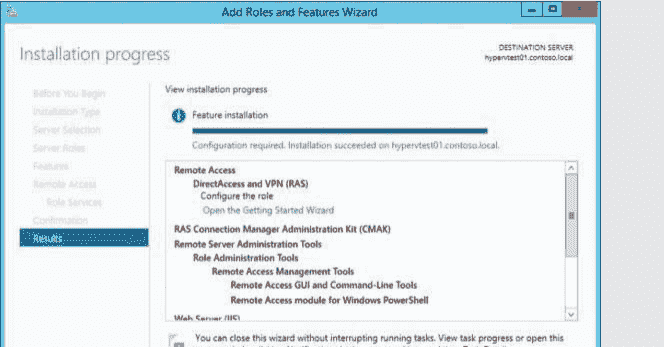 Add Roles and Features Wizard
Installation progress
DESTINATION SERVER
hypervtest01.contoso.local
Before You Begin
Installation Type
Server Selection
Server Roles
Features
Remote Access
Role Services
Confirmation
Results
View installation progress
Feature installation
Configuration required. Installation succeeded on hypervtest01.contoso.local.
Remote Access
DirectAccess and VPN (RAS)
Configure the role
Open the Getting Started Wizard
RAS Connection Manager Administration Kit (CMAK)
Remote Server Administration Tools
Role Administration Tools
Remote Access Management Tools
Remote Access GUI and Command-Line Tools
Remote Access module for Windows PowerShell
Web Server (IIS)
You can close this wizard without interrupting running tasks. View task progress or open this